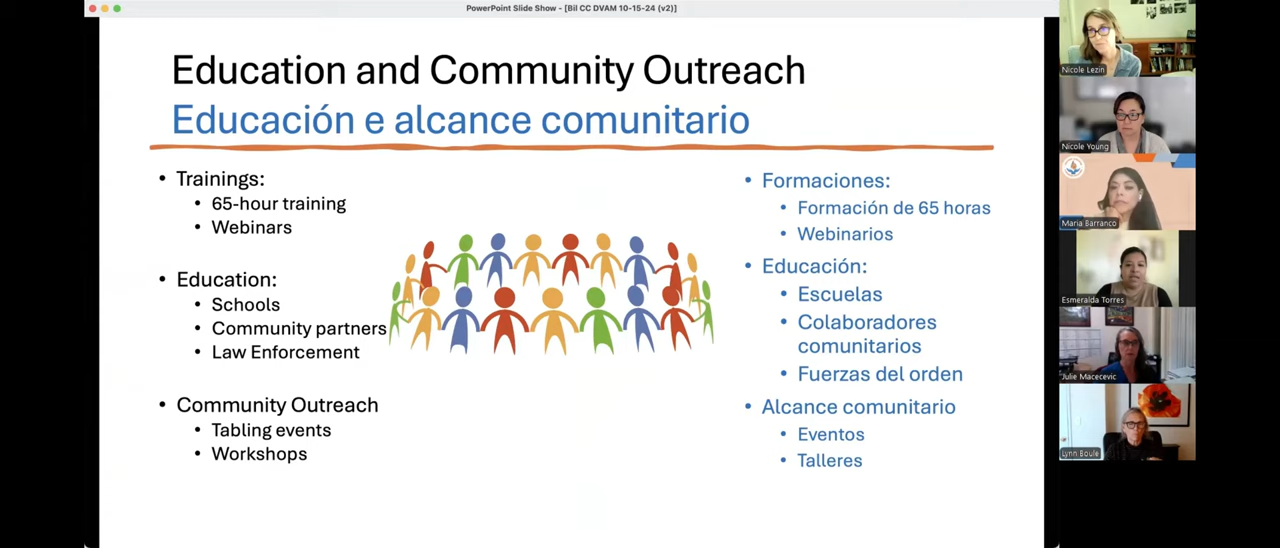 PowerPoint Slide Show - [Bil CC DVAM 10-15-24 (v2)]
Education and Community Outreach
Educación e alcance comunitario
• Trainings:
• 65-hour training
• Webinars
• Education:
• Schools
• Community partners
• Law Enforcement
• Community Outreach
• Tabling events
• Workshops
• Formaciones:
• Formación de 65 horas
• Webinarios
• Educación:
• Escuelas
• Colaboradores
comunitarios
• Fuerzas del orden
• Alcance comunitario
• Eventos
• Talleres
Nicole Lezin
Nicole Young
Maria Barranco
Esmeralda Torres
Julie Macecevic
Lynn Boule